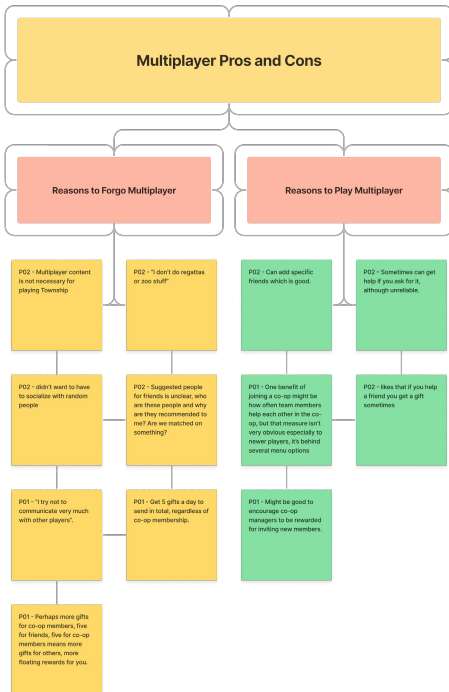 Multiplayer Pros and Cons
Reasons to Forgo Multiplayer
Reasons to Play Multiplayer
P02 - Multiplayer content
is not necessary for
playing Township
P02 - "I don't do regattas
or zoo stuff"
P02 - Can add specific
friends which is good.
P02 – Sometimes can get
help if you ask for it,
although unreliable.
P02 - didn't want to have
to socialize with random
people
P02 - Suggested people
for friends is unclear, who
are these people and why
are they recommended to
me? Are we matched on
something?
P01 - One benefit of
joining a co-op might be
how often team members
help each other in the co-
op, but that measure isn't
very obvious especially to
newer players, it's behind
several menu options
P02 - likes that if you help
a friend you get a gift
sometimes
P01 - "I try not to
communicate very much
with other players".
P01 - Get 5 gifts a day to
send in total, regardless
of co-op membership.
P01 - Might be good to
encourage co-op
managers to be rewarded
for inviting new members.
P01 - Perhaps more gifts
for co-op members, five
for friends, five for co-op
members means more
gifts for others, more
floating rewards for you.